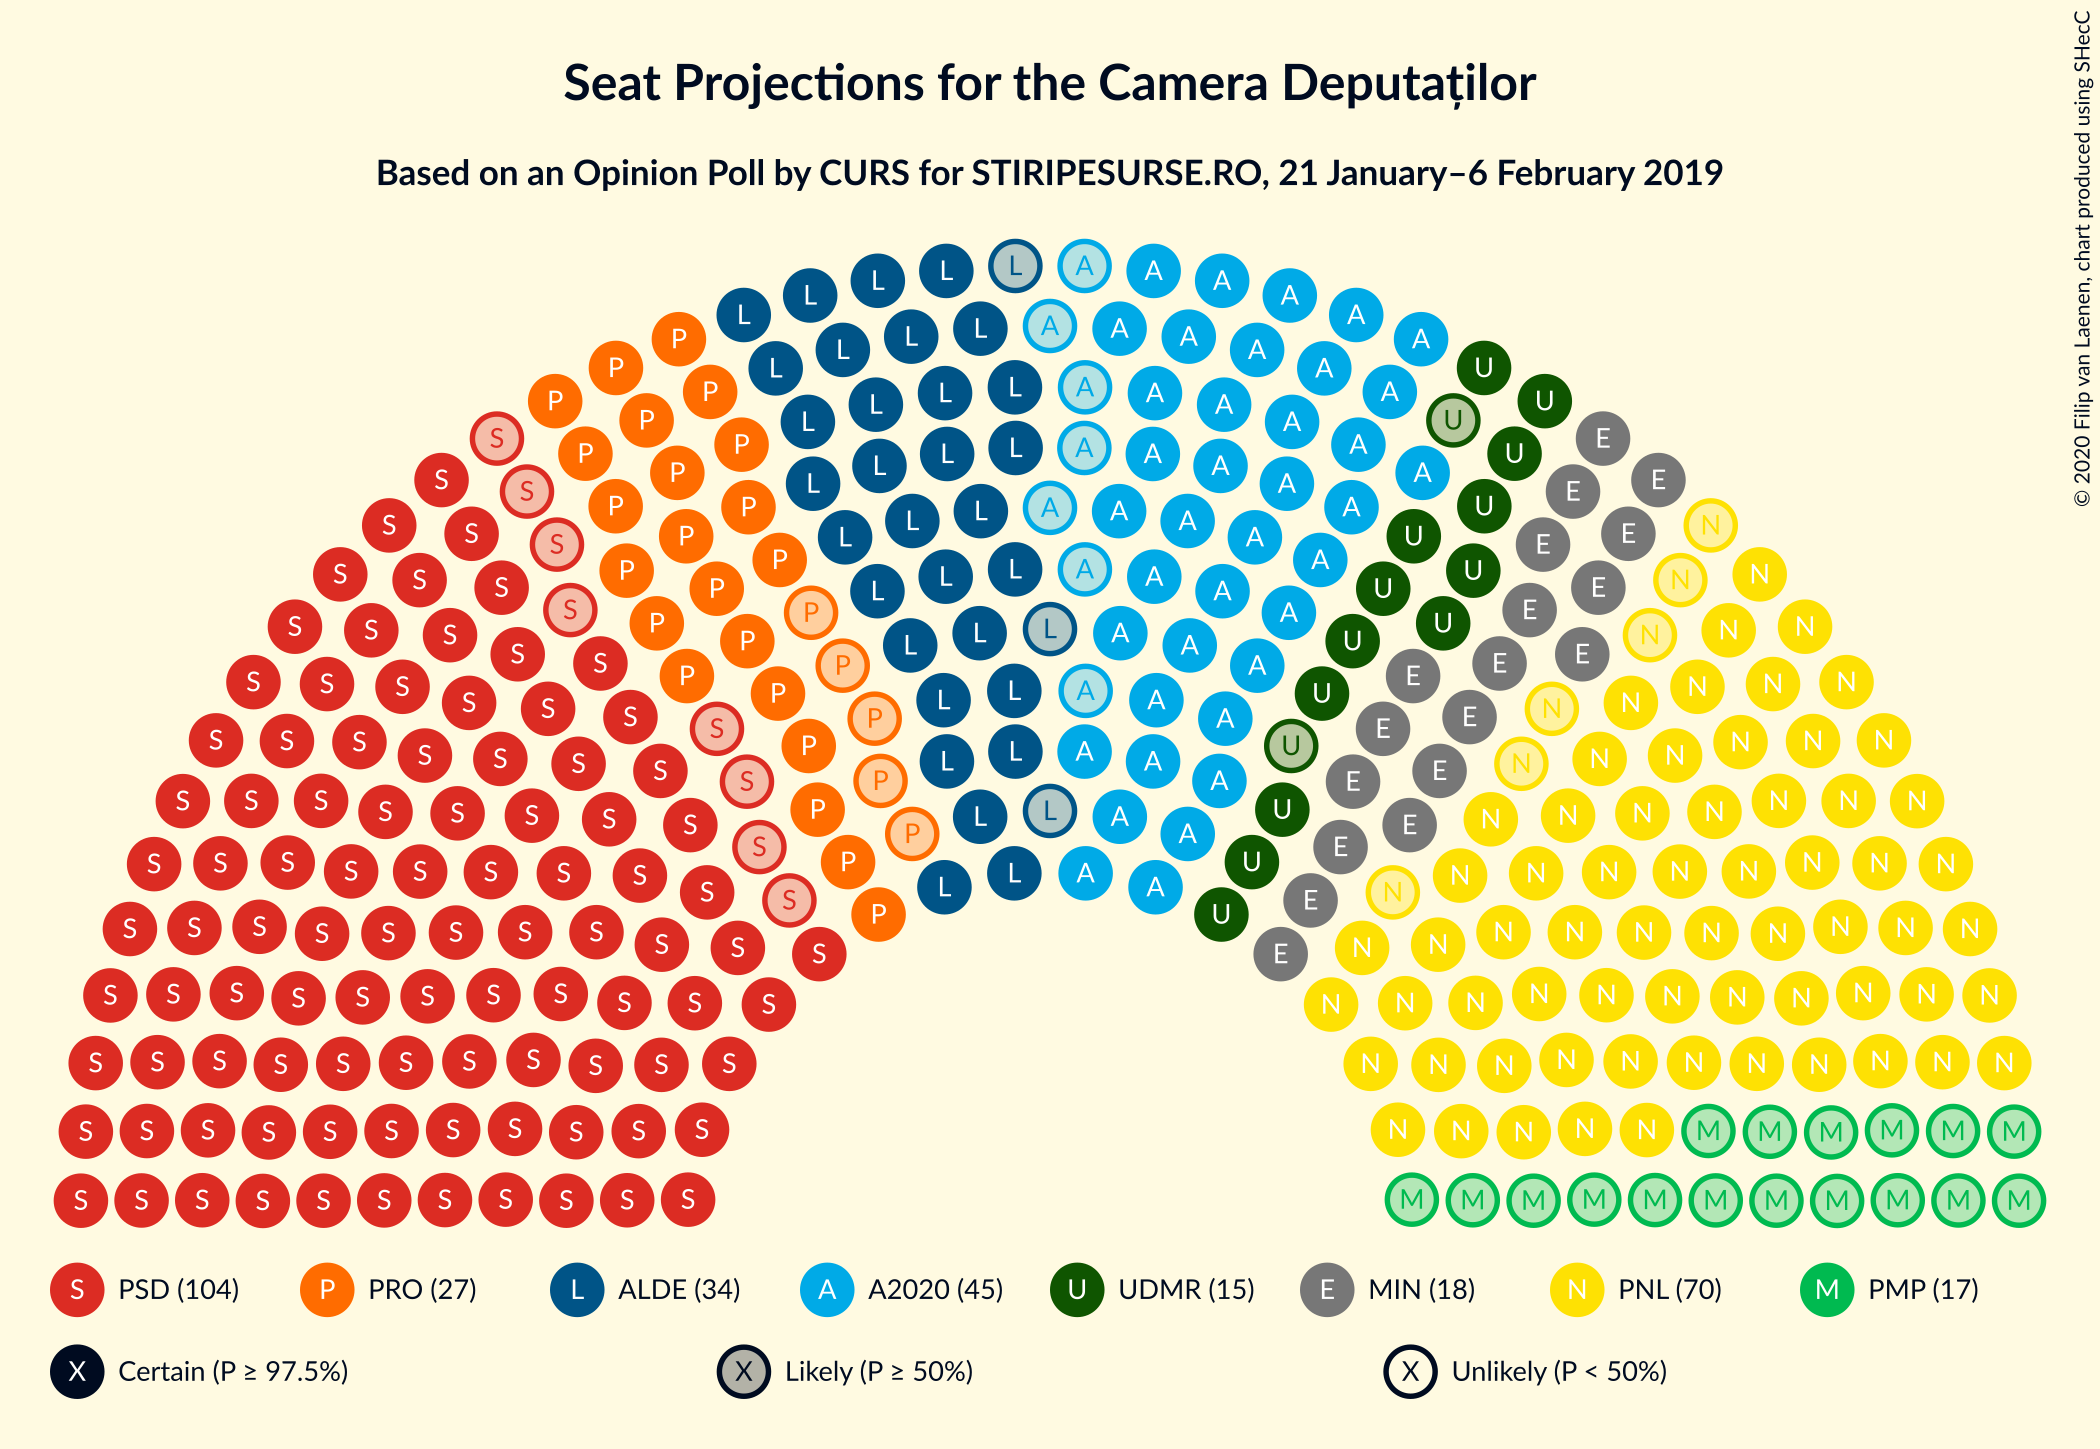 Seat Projections for the Camera Deputaților
Based on an Opinion Poll by CURS for STIRIPESURSE.RO, 21 January–6 February 2019
© 2020 Filip van Laenen, chart produced using SHecC
S PSD (104) P PRO (27) L ALDE (34) A A2020 (45) U UDMR (15) E MIN (18) N PNL (70) M PMP (17)
X Certain (P ≥ 97.5%) X Likely (P ≥ 50%) X Unlikely (P < 50%)